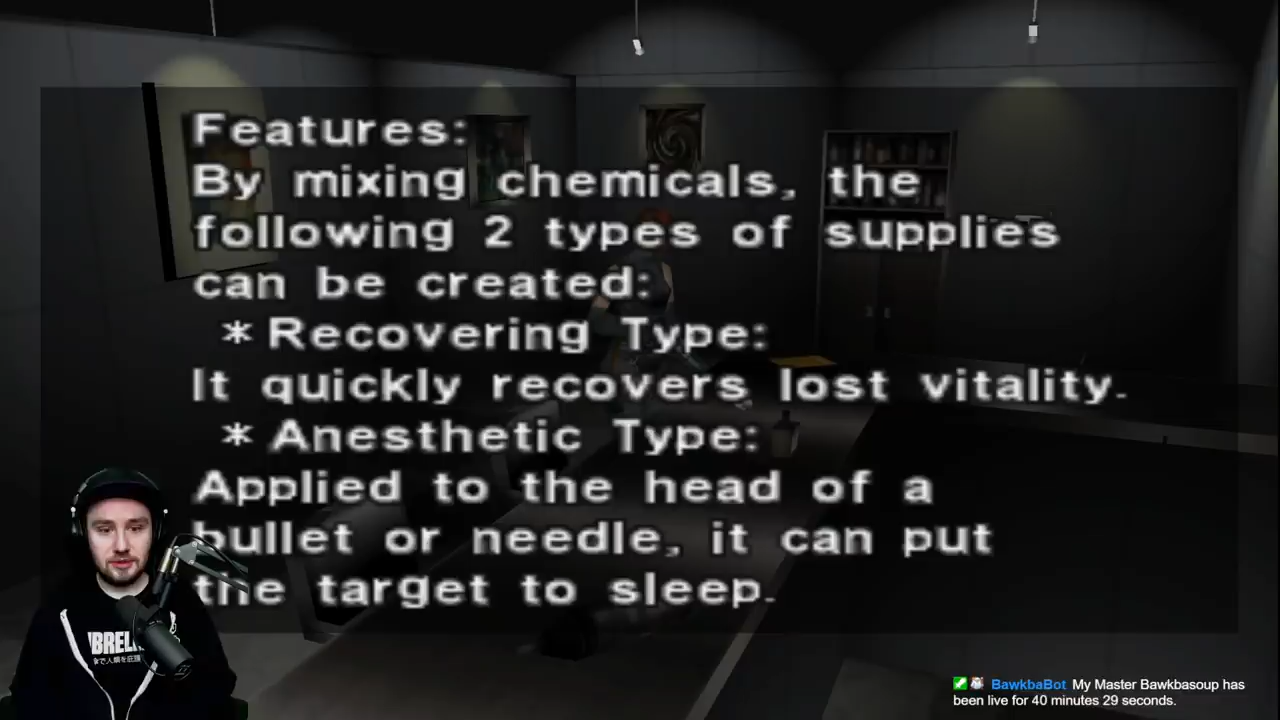 Features:
By mixing chemicals, the
following 2 types of supplies
can be created:
* Recovering Type:
It quickly recovers lost vitality.
* Anesthetic Type:
Applied to the head of a
bullet or needle, it can put
the target to sleep.
BawkbaBot My Master Bawkbasoup has
been live for 40 minutes 29 seconds.